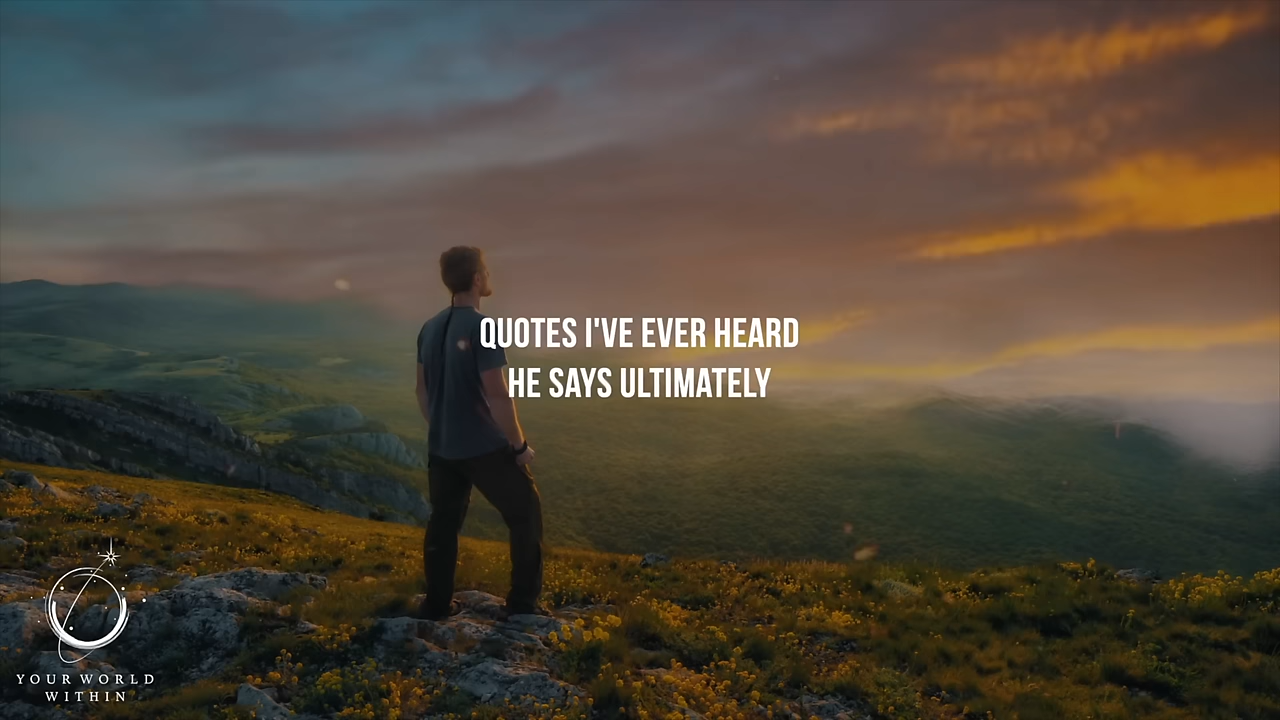 QUOTES I'VE EVER HEARD
HE SAYS ULTIMATELY
YOUR WORLD
WITHIN